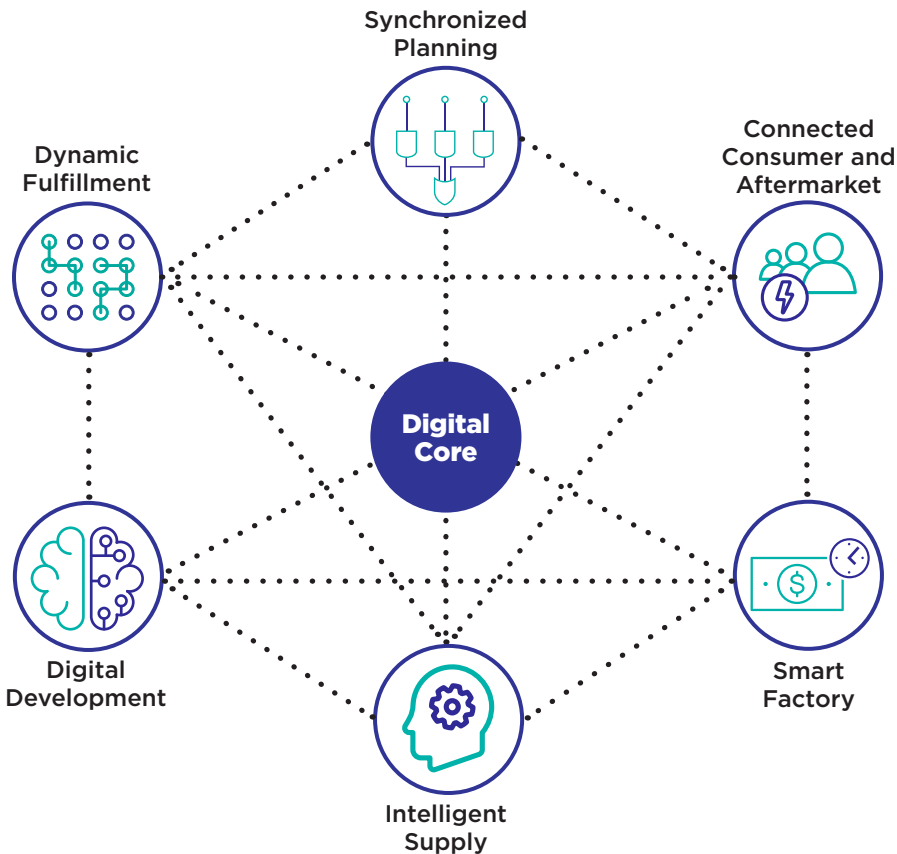 Synchronized
Planning
Connected
Consumer and
Aftermarket
Dynamic
Fulfillment
Digital
Core
$
Digital
Development
Smart
Factory
Intelligent
Supply